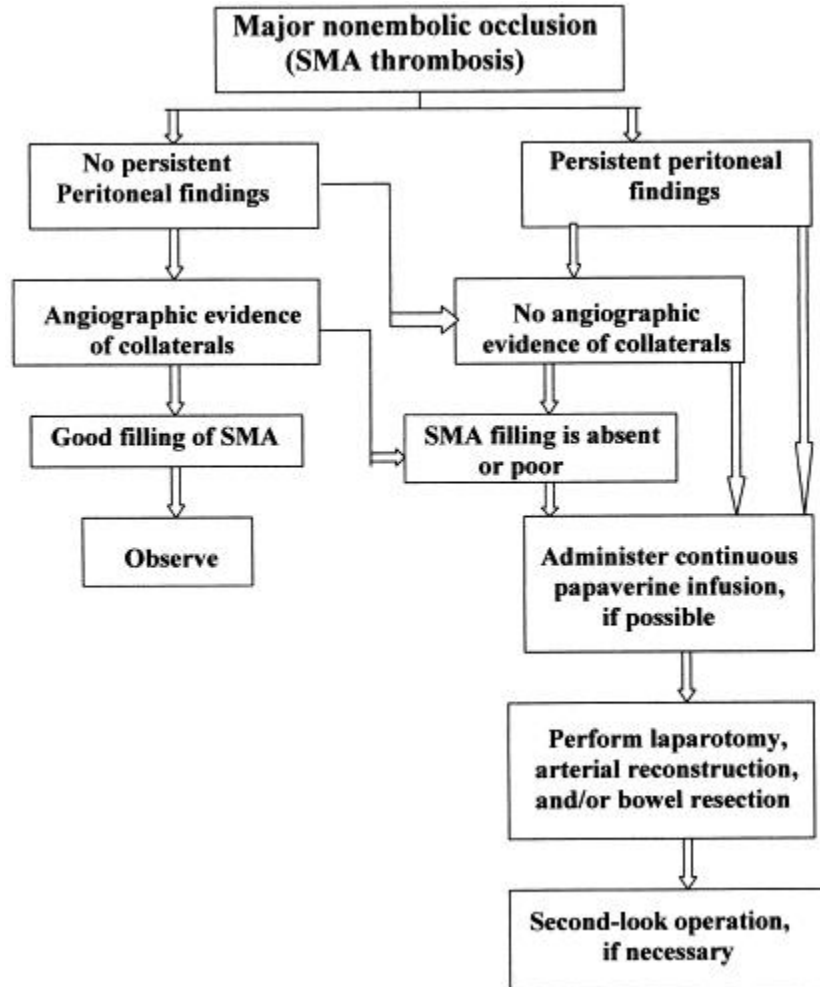 Major nonembolic occlusion
(SMA thrombosis)
No persistent
Peritoneal findings
Persistent peritoneal
findings
Angiographic evidence
of collaterals
No angiographic
evidence of collaterals
Good filling of SMA
SMA filling is absent
or poor
Observe
Administer continuous
papaverine infusion,
if possible
Perform laparotomy,
arterial reconstruction,
and/or bowel resection
Second-look operation,
if necessary